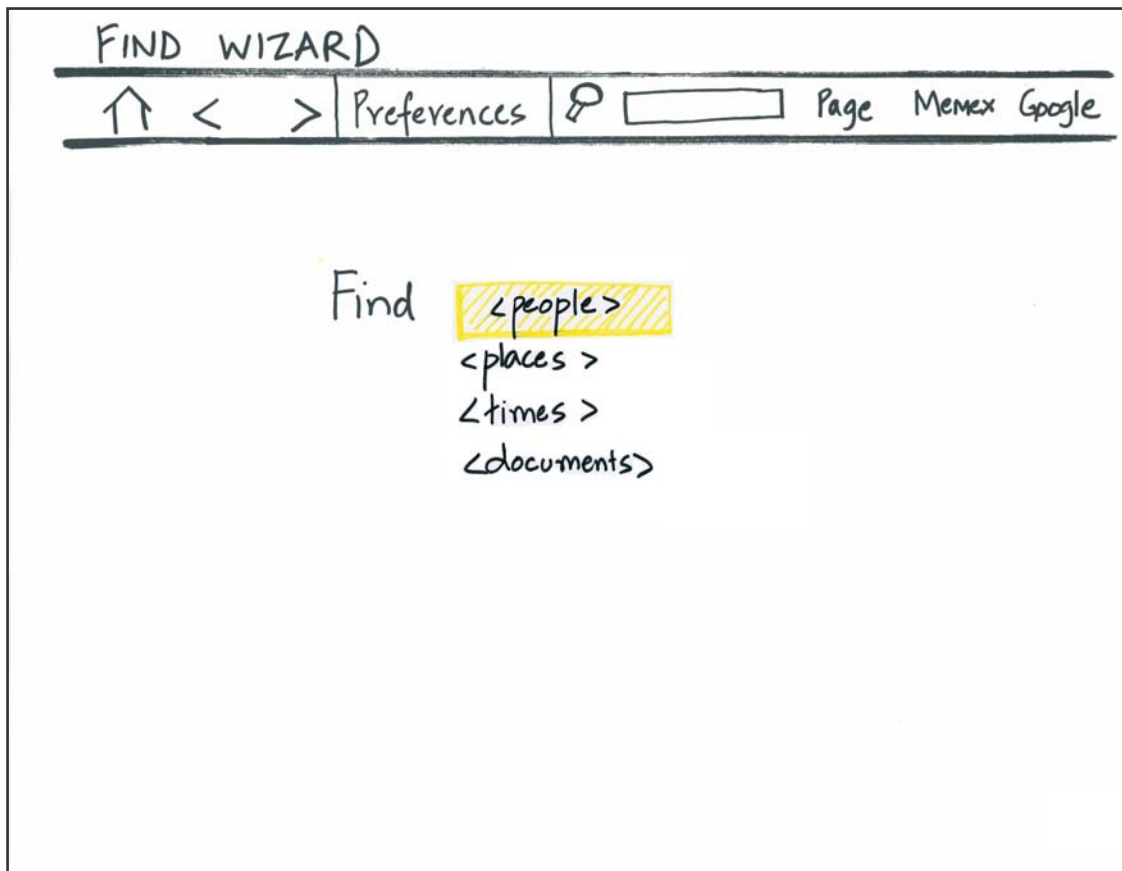 FIND WIZARD
< > Preferences Page Memex Google
Find <people>
<places>
<times>
<documents>